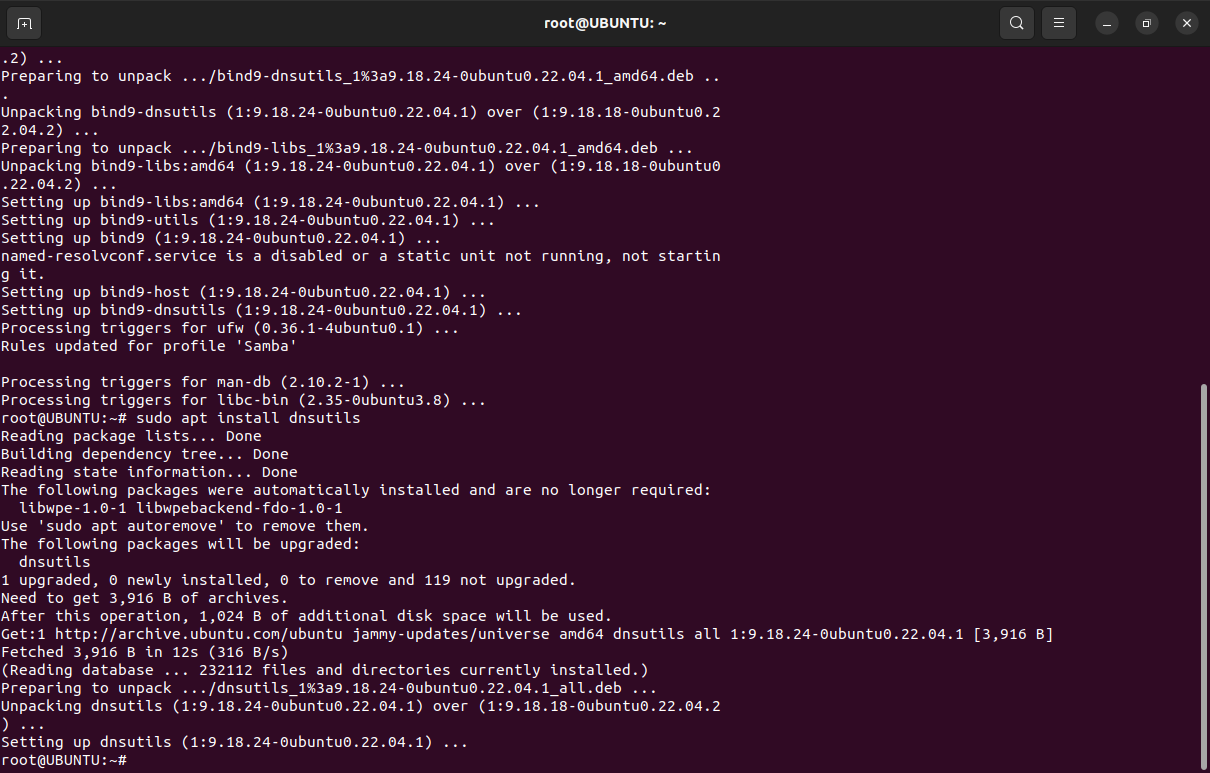 root@UBUNTU: ~
.2) ...
Preparing to unpack .../bind9-dnsutils_1%3a9.18.24-0ubuntu0.22.04.1_amd64.deb ..
.
Unpacking bind9-dnsutils (1:9.18.24-0ubuntu0.22.04.1) over (1:9.18.18-0ubuntu0.2
2.04.2) ...
Preparing to unpack .../bind9-libs_1%3a9.18.24-0ubuntu0.22.04.1_amd64.deb ...
Unpacking bind9-libs:amd64 (1:9.18.24-0ubuntu0.22.04.1) over (1:9.18.18-0ubuntu0
.22.04.2) ...
Setting up bind9-libs:amd64 (1:9.18.24-0ubuntu0.22.04.1) ...
Setting up bind9-utils (1:9.18.24-0ubuntu0.22.04.1) ...
Setting up bind9 (1:9.18.24-0ubuntu0.22.04.1) ...
named-resolvconf.service is a disabled or a static unit not running, not startin
g it.
Setting up bind9-host (1:9.18.24-0ubuntu0.22.04.1) ...
Setting up bind9-dnsutils (1:9.18.24-0ubuntu0.22.04.1) ...
Processing triggers for ufw (0.36.1-4ubuntu0.1) ...
Rules updated for profile 'Samba'
Processing triggers for man-db (2.10.2-1) ...
Processing triggers for libc-bin (2.35-0ubuntu3.8) ...
root@UBUNTU:~# sudo apt install dnsutils
Reading package lists... Done
Building dependency tree... Done
Reading state information... Done
The following packages were automatically installed and are no longer required:
  libwpe-1.0-1 libwpebackend-fdo-1.0-1
Use 'sudo apt autoremove' to remove them.
The following packages will be upgraded:
  dnsutils
1 upgraded, 0 newly installed, 0 to remove and 119 not upgraded.
Need to get 3,916 B of archives.
After this operation, 1,024 B of additional disk space will be used.
Get:1 http://archive.ubuntu.com/ubuntu jammy-updates/universe amd64 dnsutils all 1:9.18.24-0ubuntu0.22.04.1 [3,916 B]
Fetched 3,916 B in 12s (316 B/s)
(Reading database ... 232112 files and directories currently installed.)
Preparing to unpack .../dnsutils_1%3a9.18.24-0ubuntu0.22.04.1_all.deb ...
Unpacking dnsutils (1:9.18.24-0ubuntu0.22.04.1) over (1:9.18.18-0ubuntu0.22.04.2
) ...
Setting up dnsutils (1:9.18.24-0ubuntu0.22.04.1) ...
root@UBUNTU:~#